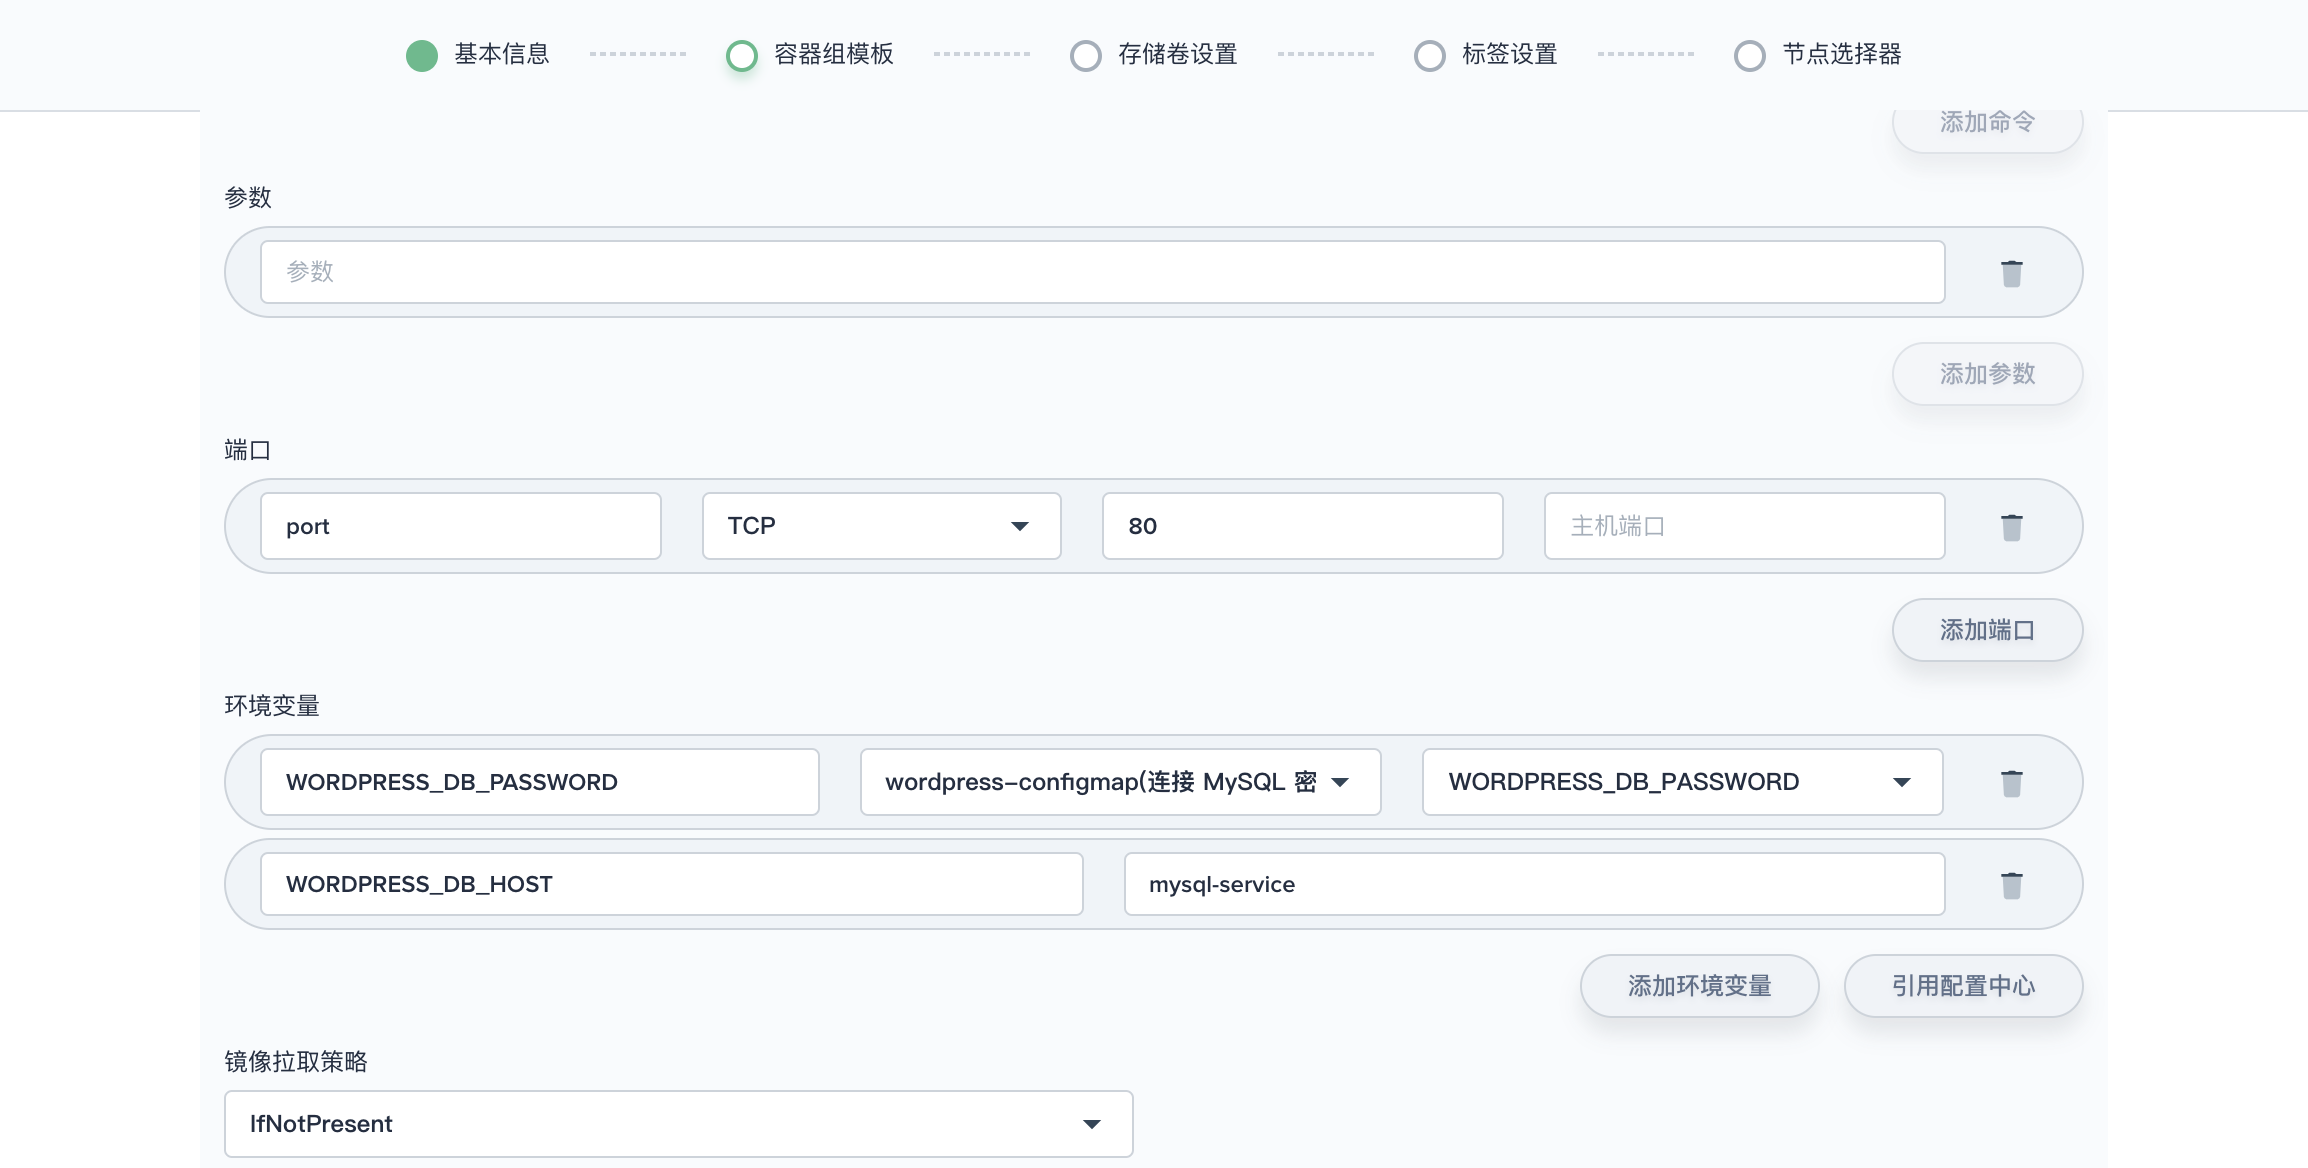 基本信息 容器组模板 存储卷设置 标签设置 节点选择器
添加命令
参数
参数
添加参数
端口
port TCP 80 主机端口
添加端口
环境变量
WORDPRESS_DB_PASSWORD wordpress-configmap(连接 MySQL 密 WORDPRESS_DB_PASSWORD
WORDPRESS_DB_HOST mysql-service
添加环境变量 引用配置中心
镜像拉取策略
IfNotPresent